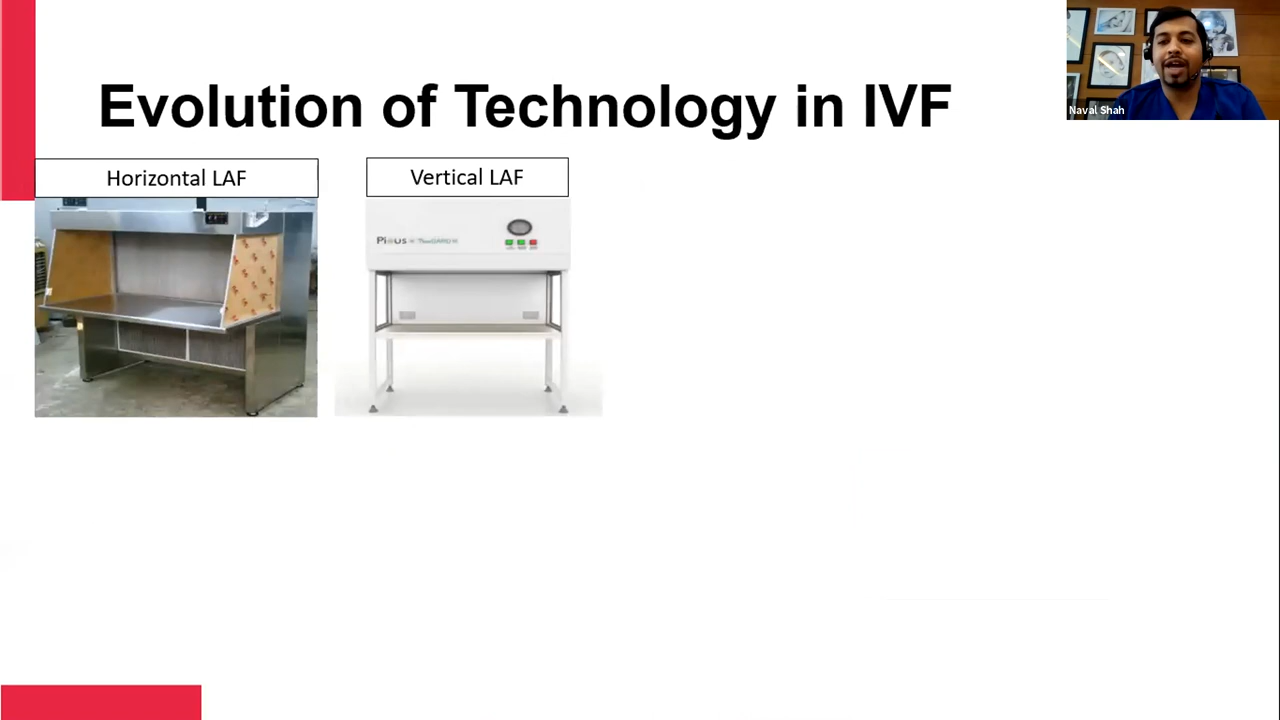 Evolution of Technology in IVF
Naval Shah
Horizontal LAF
Vertical LAF